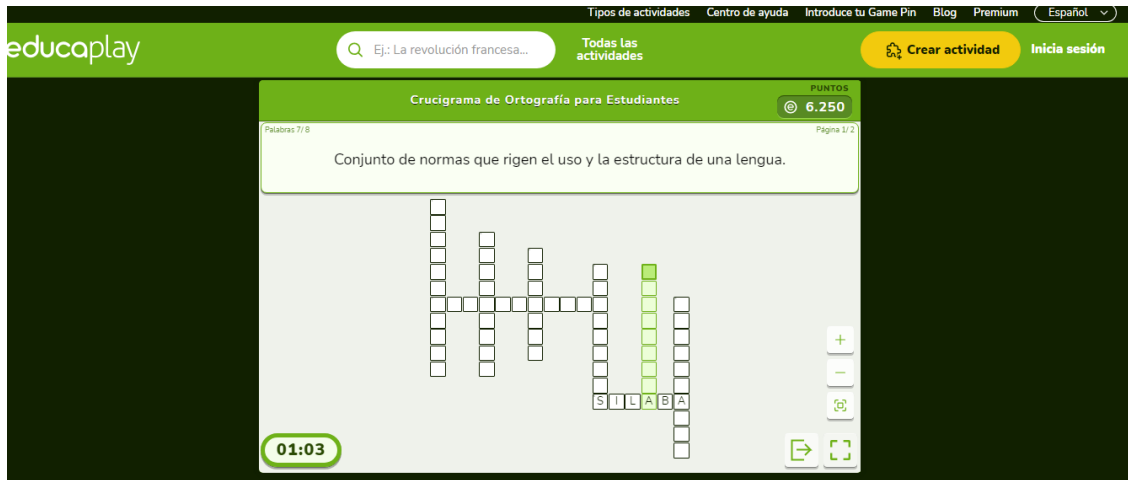 Tipos de actividades Centro de ayuda Introduce tu Game Pin Blog Premium Español
educaplay
Ej.: La revolución francesa...
Todas las
actividades
Crear actividad
Inicia sesión
Crucigrama de Ortografía para Estudiantes
PUNTOS
6.250
Palabras 7/ 8
Página 1/ 2
Conjunto de normas que rigen el uso y la estructura de una lengua.
S I L A B A
01:03